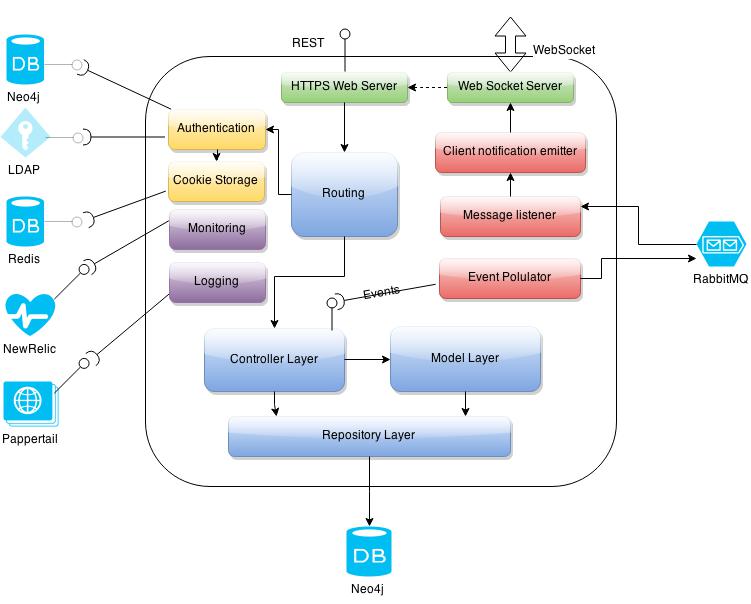 REST
WebSocket
DB
Neo4j
HTTPS Web Server
Web Socket Server
Authentication
Client notification emitter
LDAP
Cookie Storage
Routing
DB
Redis
Monitoring
Message listener
RabbitMQ
Logging
Event Polulator
Events
NewRelic
Controller Layer
Model Layer
Pappertail
Repository Layer
DB
Neo4j